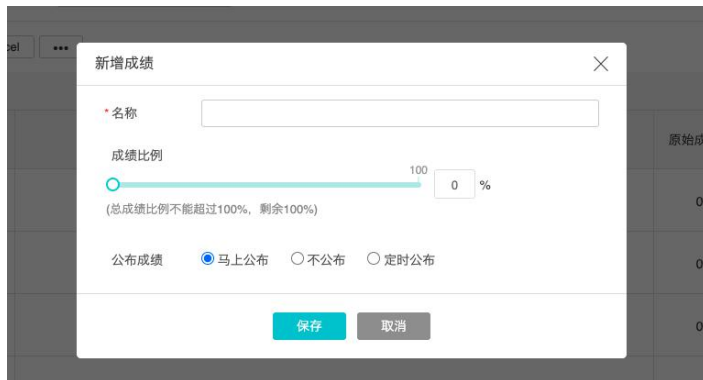 cel •••
新增成绩
*名称
原始成
成绩比例
100
0 %
(总成绩比例不能超过100%，剩余100%)
0
公布成绩 马上公布 不公布 定时公布
0
保存 取消
0